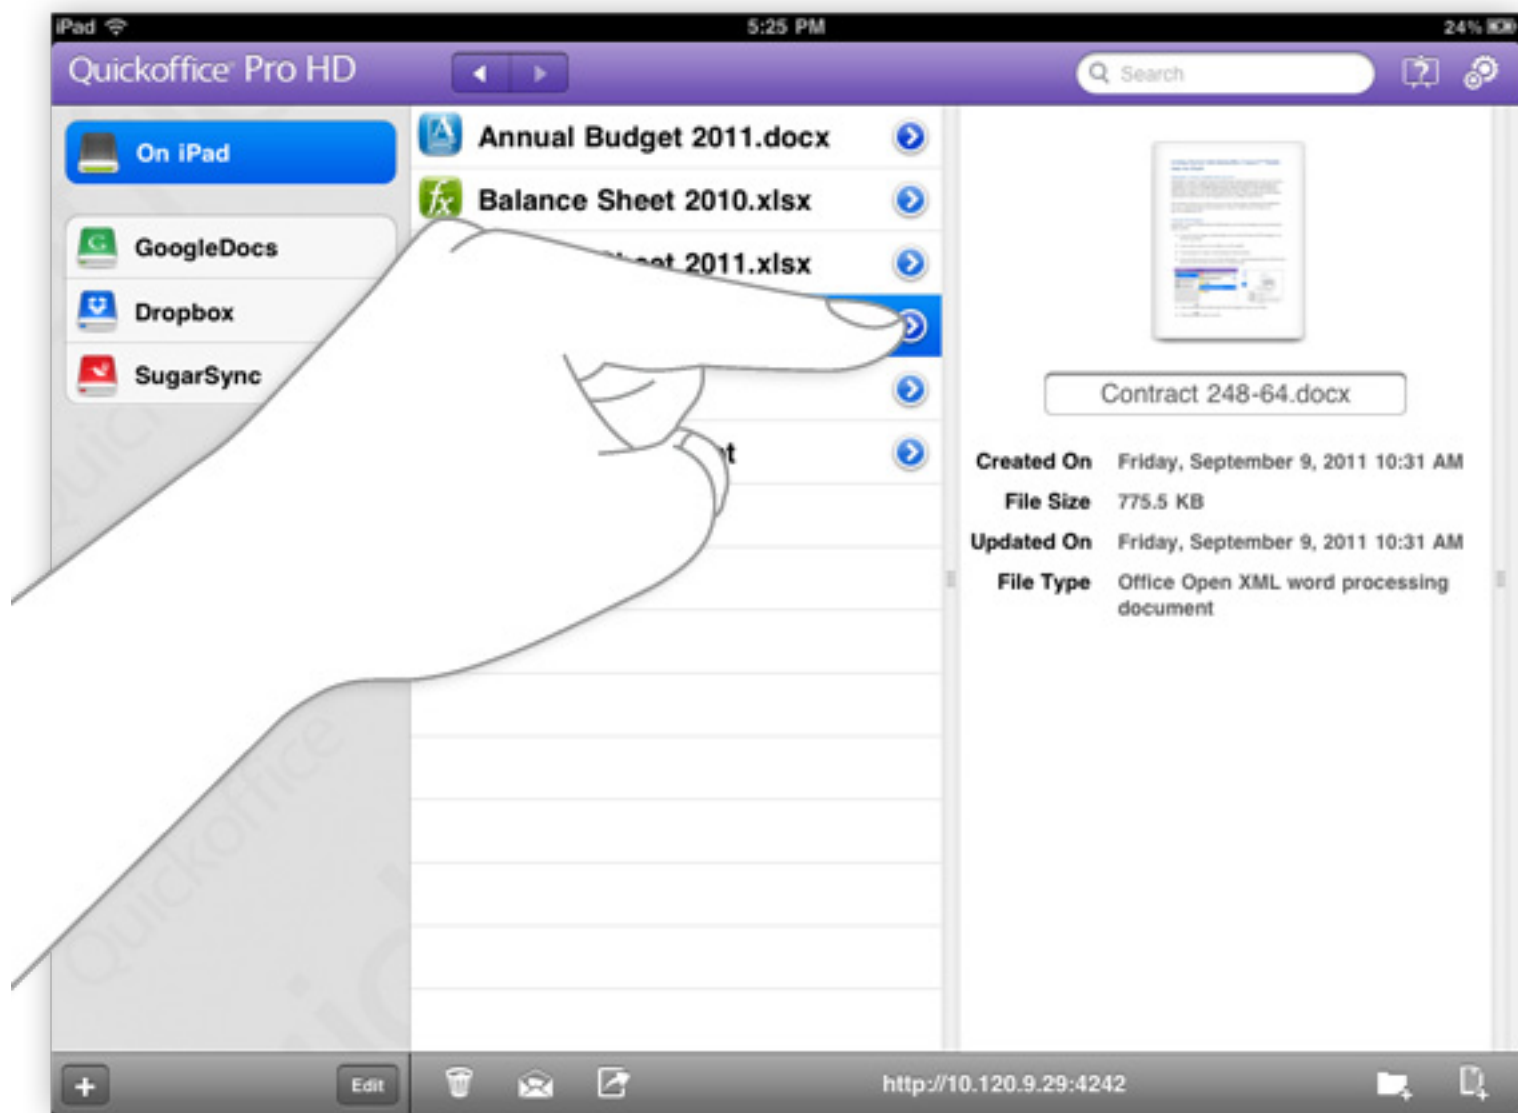 iPad
5:25 PM
24%
Quickoffice Pro HD
Search
On iPad
GoogleDocs
Dropbox
SugarSync
Annual Budget 2011.docx
Balance Sheet 2010.xlsx
2011.xlsx
Contract 248-64.docx
Created On Friday, September 9, 2011 10:31 AM
File Size 775.5 KB
Updated On Friday, September 9, 2011 10:31 AM
File Type Office Open XML word processing
document
Quickoffice
Edit
http://10.120.9.29:4242